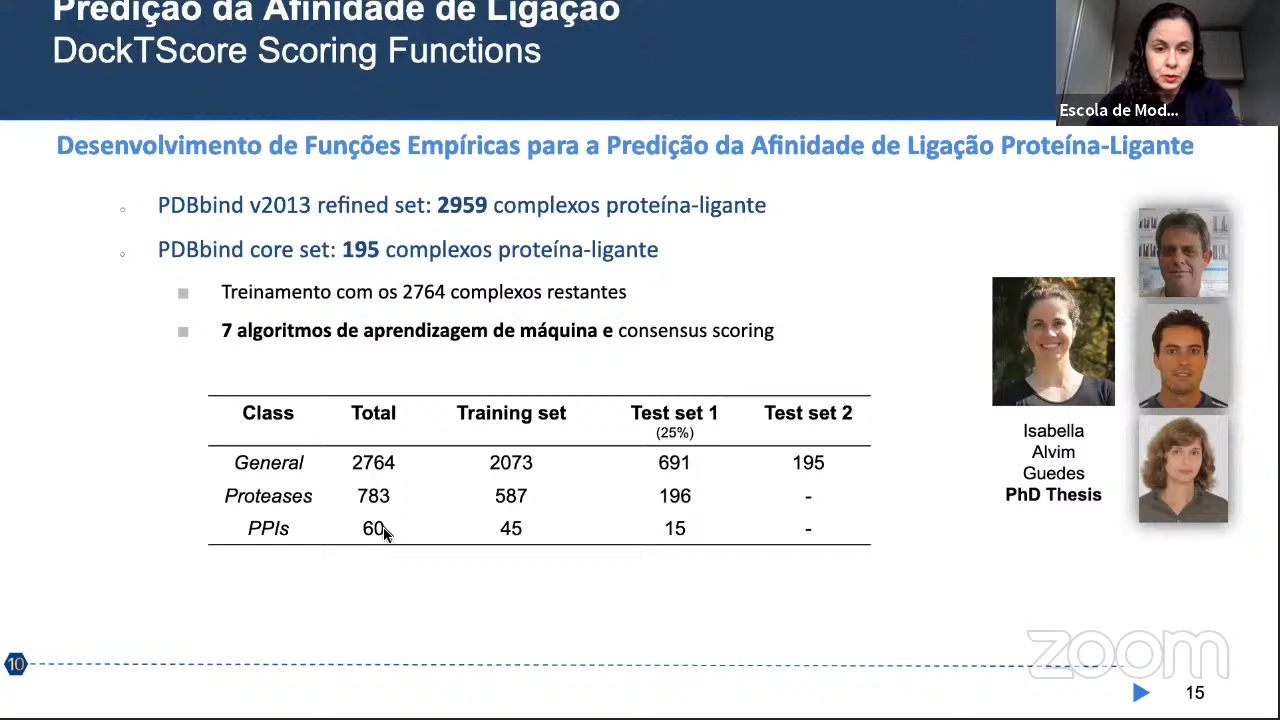 Predição da Afinidade de Ligação
DockTScore Scoring Functions
Escola de Mod...
Desenvolvimento de Funções Empíricas para a Predição da Afinidade de Ligação Proteína-Ligante
PDBbind v2013 refined set: 2959 complexos proteína-ligante
PDBbind core set: 195 complexos proteína-ligante
Treinamento com os 2764 complexos restantes
7 algoritmos de aprendizagem de máquina e consensus scoring
Class Total Training set Test set 1 Test set 2
(25%)
General 2764 2073 691 195
Proteases 783 587 196 -
PPIs 60 45 15 -
Isabella
Alvim
Guedes
PhD Thesis
zoom
10
15